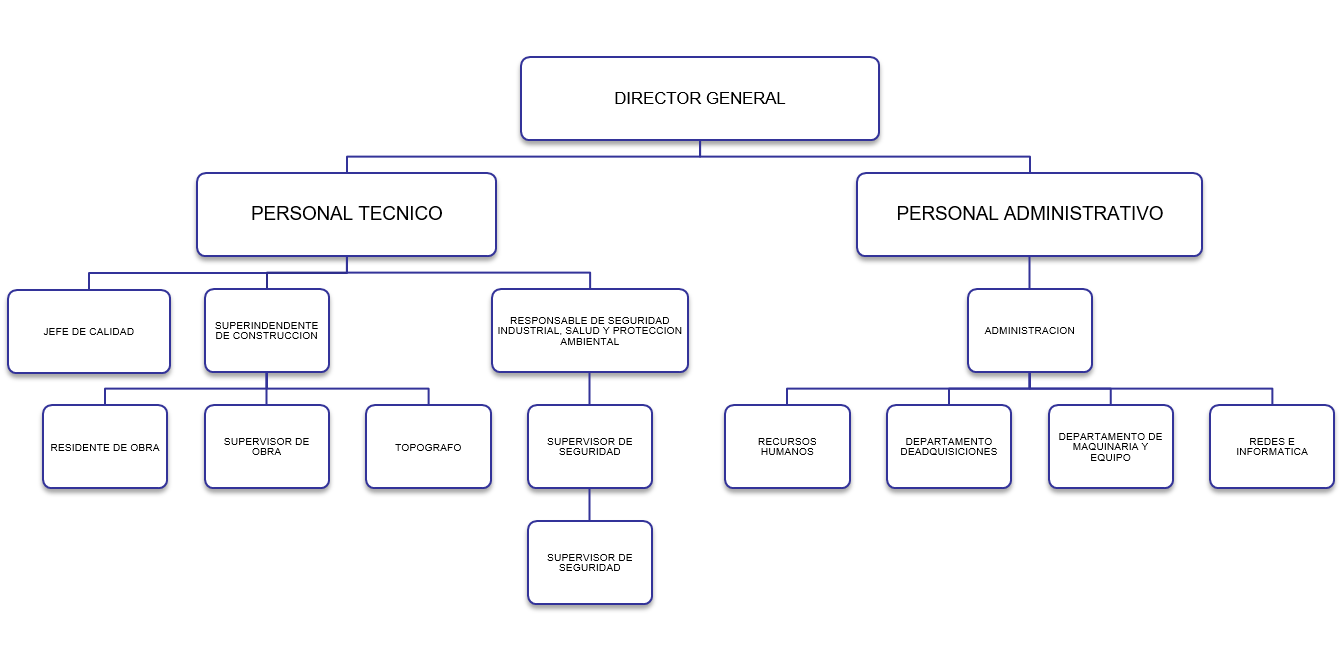 DIRECTOR GENERAL
PERSONAL TECNICO
PERSONAL ADMINISTRATIVO
JEFE DE CALIDAD
SUPERINDENDENTE
DE CONSTRUCCION
RESPONSABLE DE SEGURIDAD
INDUSTRIAL, SALUD Y PROTECCION
AMBIENTAL
ADMINISTRACION
RESIDENTE DE OBRA
SUPERVISOR DE
OBRA
TOPOGRAFO
SUPERVISOR DE
SEGURIDAD
RECURSOS
HUMANOS
DEPARTAMENTO
DEADQUISICIONES
DEPARTAMENTO DE
MAQUINARIA Y
EQUIPO
REDES E
INFORMATICA
SUPERVISOR DE
SEGURIDAD